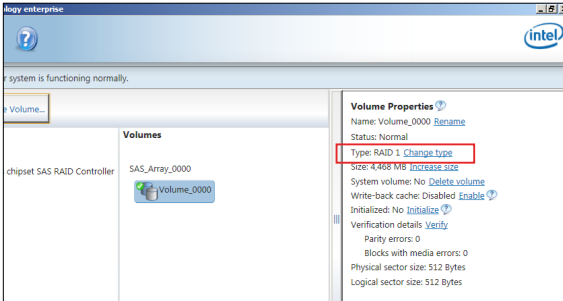 ology enterprise
?
intel
r system is functioning normally.
e Volume...
Volumes
chipset SAS RAID Controller
SAS_Array_0000
Volume_0000
Volume Properties ?
Name: Volume_0000 Rename
Status: Normal
Type: RAID 1 Change type
Size: 4,468 MB Increase size
System volume: No Delete volume
Write-back cache: Disabled Enable ?
Initialized: No Initialize ?
Verification details Verify
Parity errors: 0
Blocks with media errors: 0
Physical sector size: 512 Bytes
Logical sector size: 512 Bytes